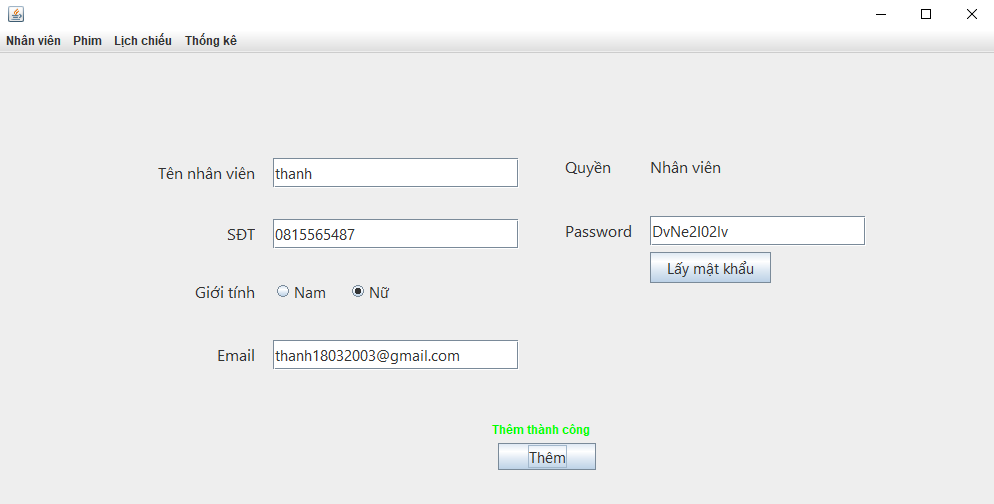 Nhân viên Phim Lịch chiếu Thống kê
Tên nhân viên thanh
Quyền Nhân viên
SĐT 0815565487
Password DvNe2I02Iv
Lấy mật khẩu
Giới tính Nam Nữ
Email thanh18032003@gmail.com
Thêm thành công
Thêm